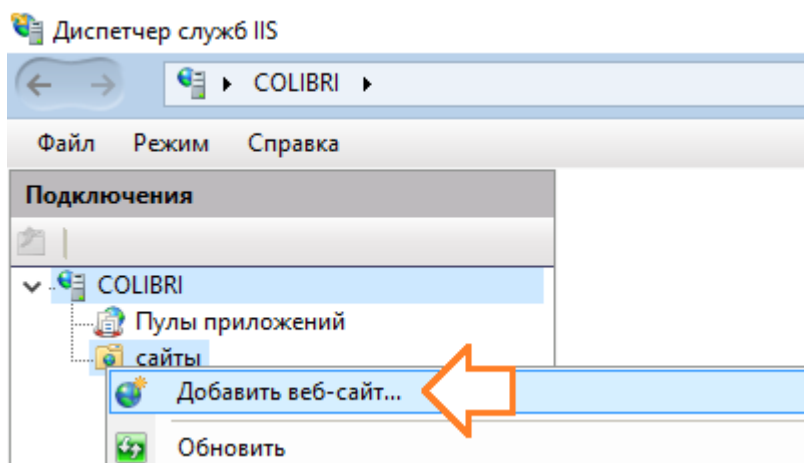 Диспетчер служб IIS
COLIBRI
Файл Режим Справка
Подключения
COLIBRI
Пулы приложений
сайты
Добавить веб-сайт...
Обновить